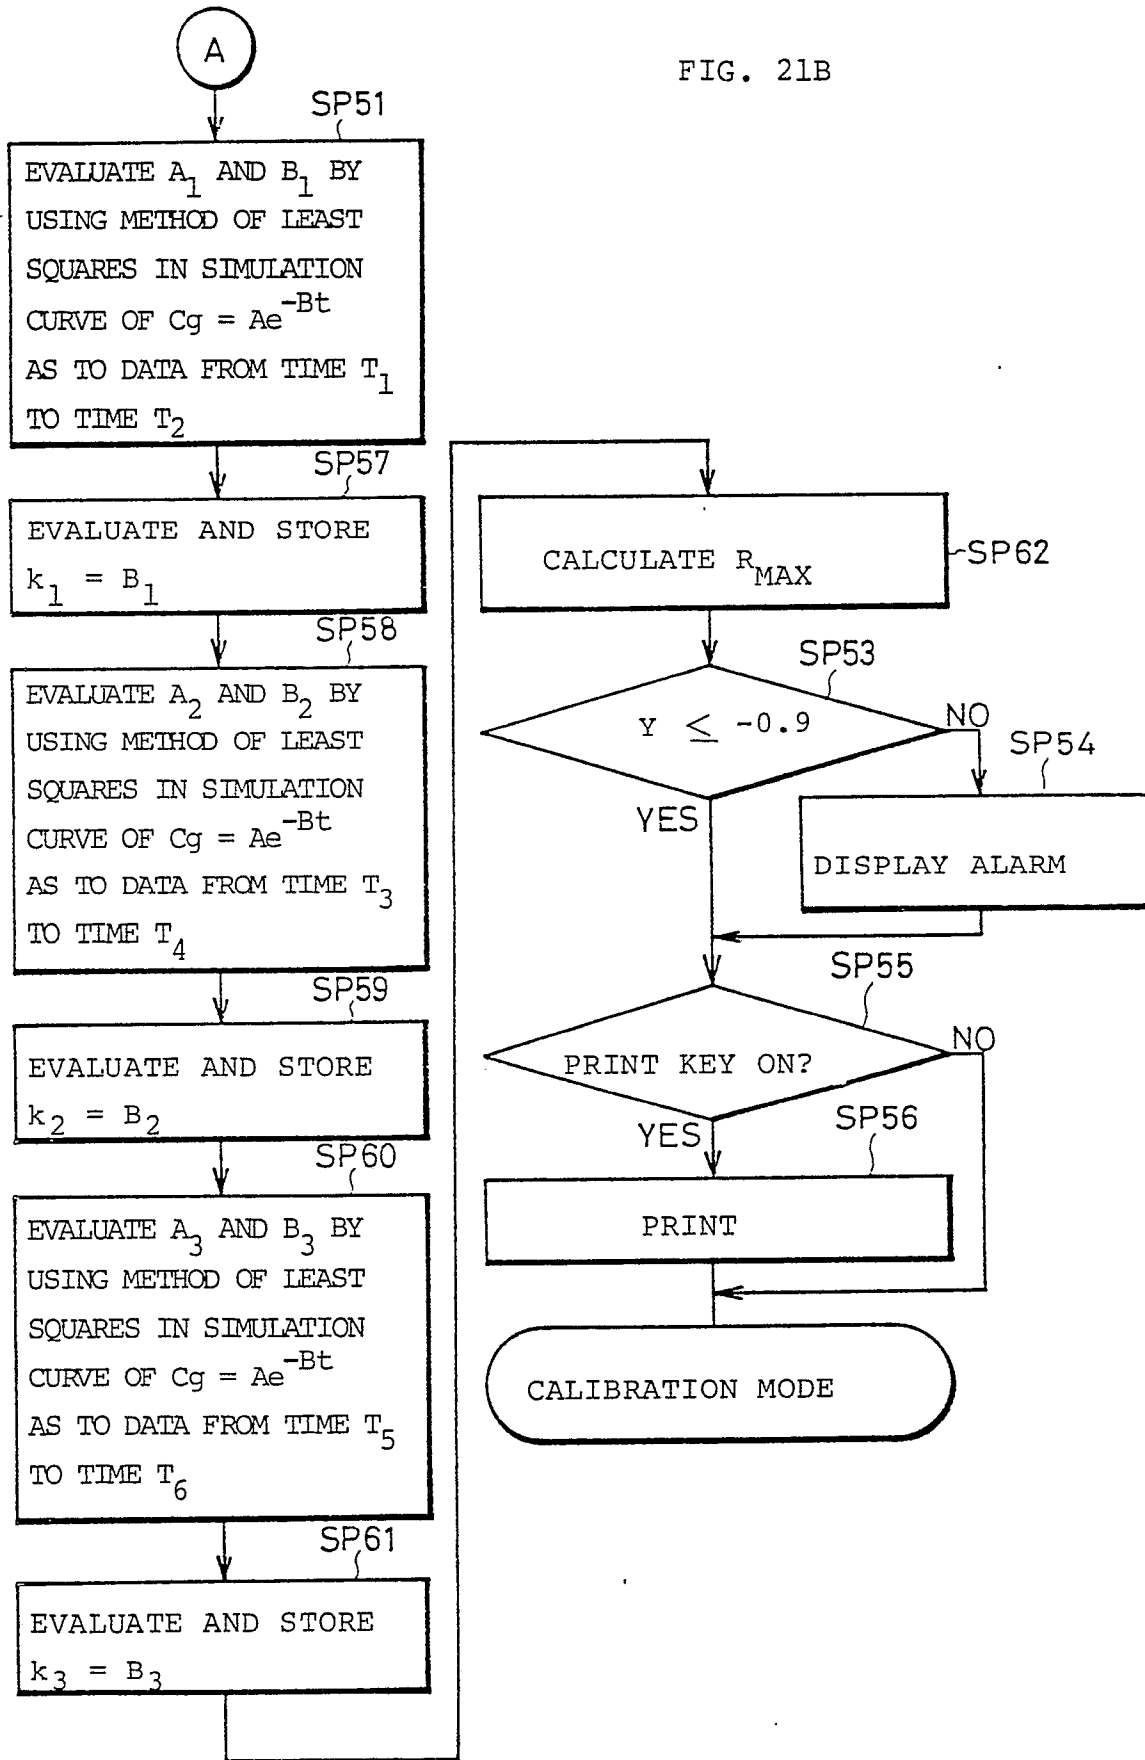 A
FIG. 21B
SP51
EVALUATE A1 AND B1 BY
USING METHOD OF LEAST
SQUARES IN SIMULATION
CURVE OF Cg = Ae^-Bt
AS TO DATA FROM TIME T1
TO TIME T2
SP57
EVALUATE AND STORE
k1 = B1
SP58
EVALUATE A2 AND B2 BY
USING METHOD OF LEAST
SQUARES IN SIMULATION
CURVE OF Cg = Ae^-Bt
AS TO DATA FROM TIME T3
TO TIME T4
SP59
EVALUATE AND STORE
k2 = B2
SP60
EVALUATE A3 AND B3 BY
USING METHOD OF LEAST
SQUARES IN SIMULATION
CURVE OF Cg = Ae^-Bt
AS TO DATA FROM TIME T5
TO TIME T6
SP61
EVALUATE AND STORE
k3 = B3
CALCULATE RMAX
SP62
SP53
Y ≤ -0.9
NO
YES
SP54
DISPLAY ALARM
SP55
PRINT KEY ON?
NO
YES
SP56
PRINT
CALIBRATION MODE